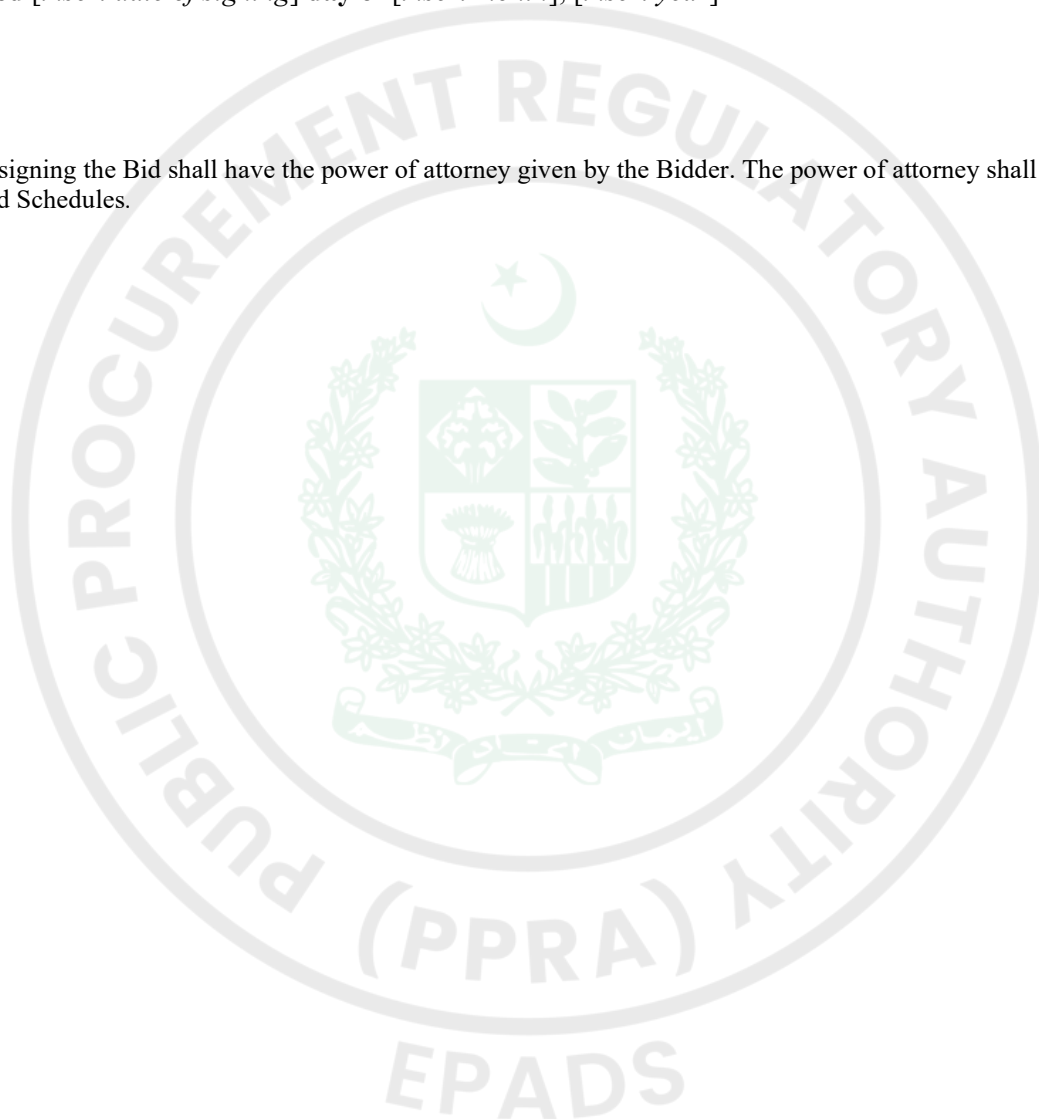 signing the Bid shall have the power of attorney given by the Bidder. The power of attorney shall
d Schedules.
PUBLIC PROCUREMENT REGULATORY AUTHORITY
(PPRA)
EPADS